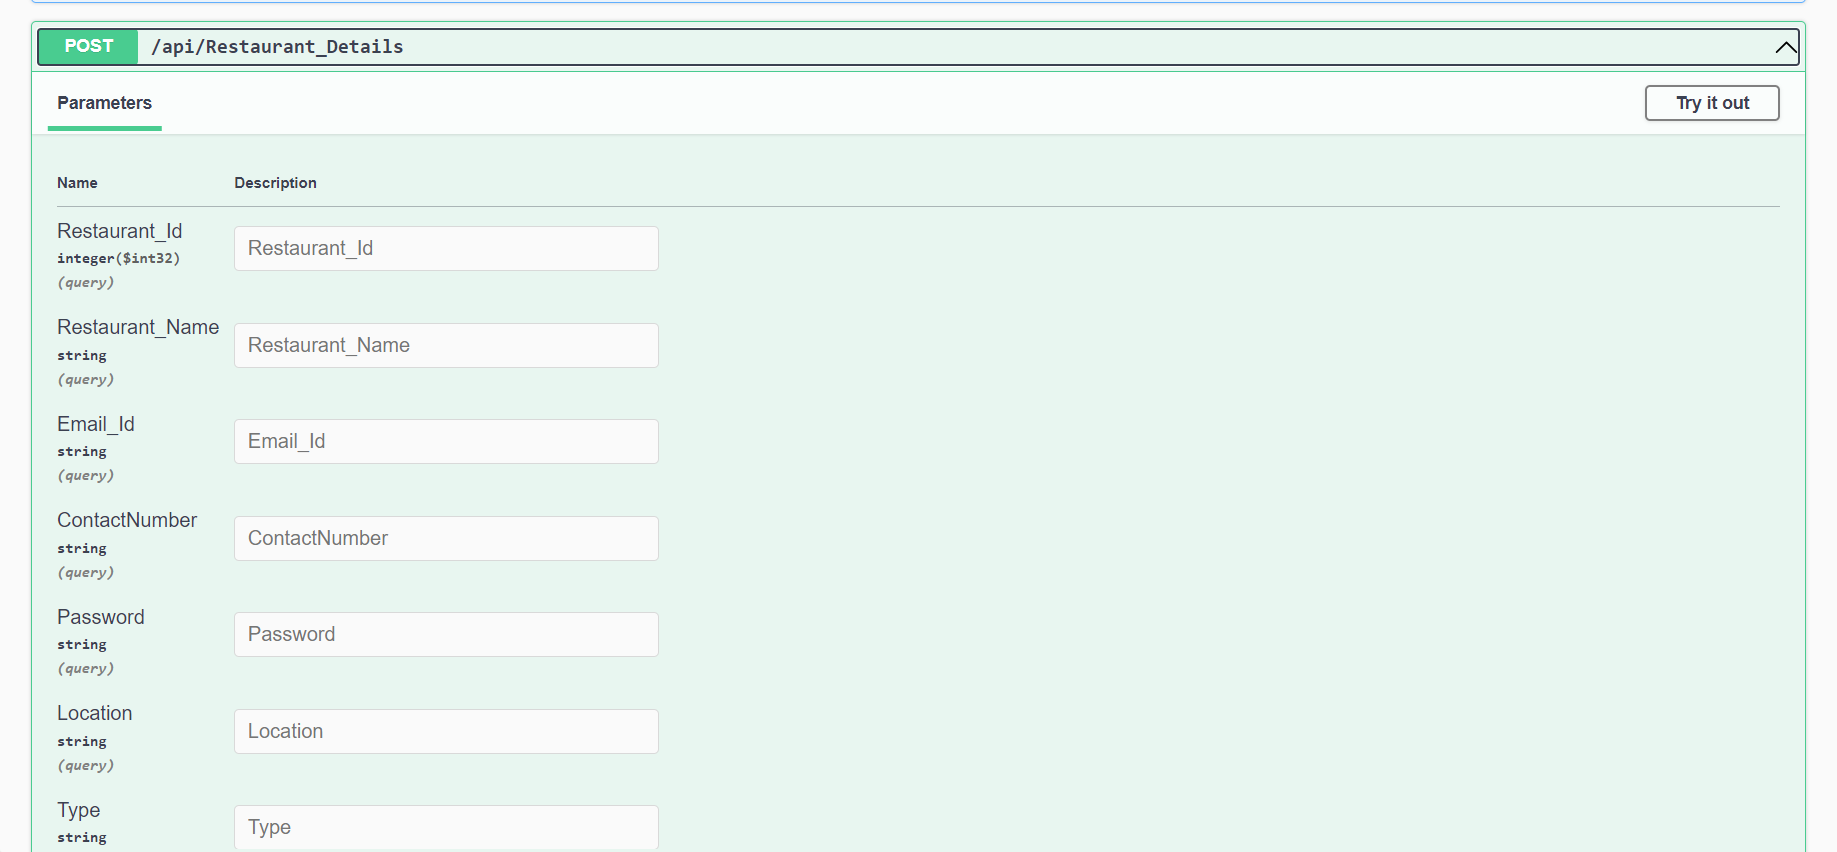 POST /api/Restaurant_Details
Parameters
Try it out
Name Description
Restaurant_Id
integer($int32)
(query)
Restaurant_Id
Restaurant_Name
string
(query)
Restaurant_Name
Email_Id
string
(query)
Email_Id
ContactNumber
string
(query)
ContactNumber
Password
string
(query)
Password
Location
string
(query)
Location
Type
string
Type